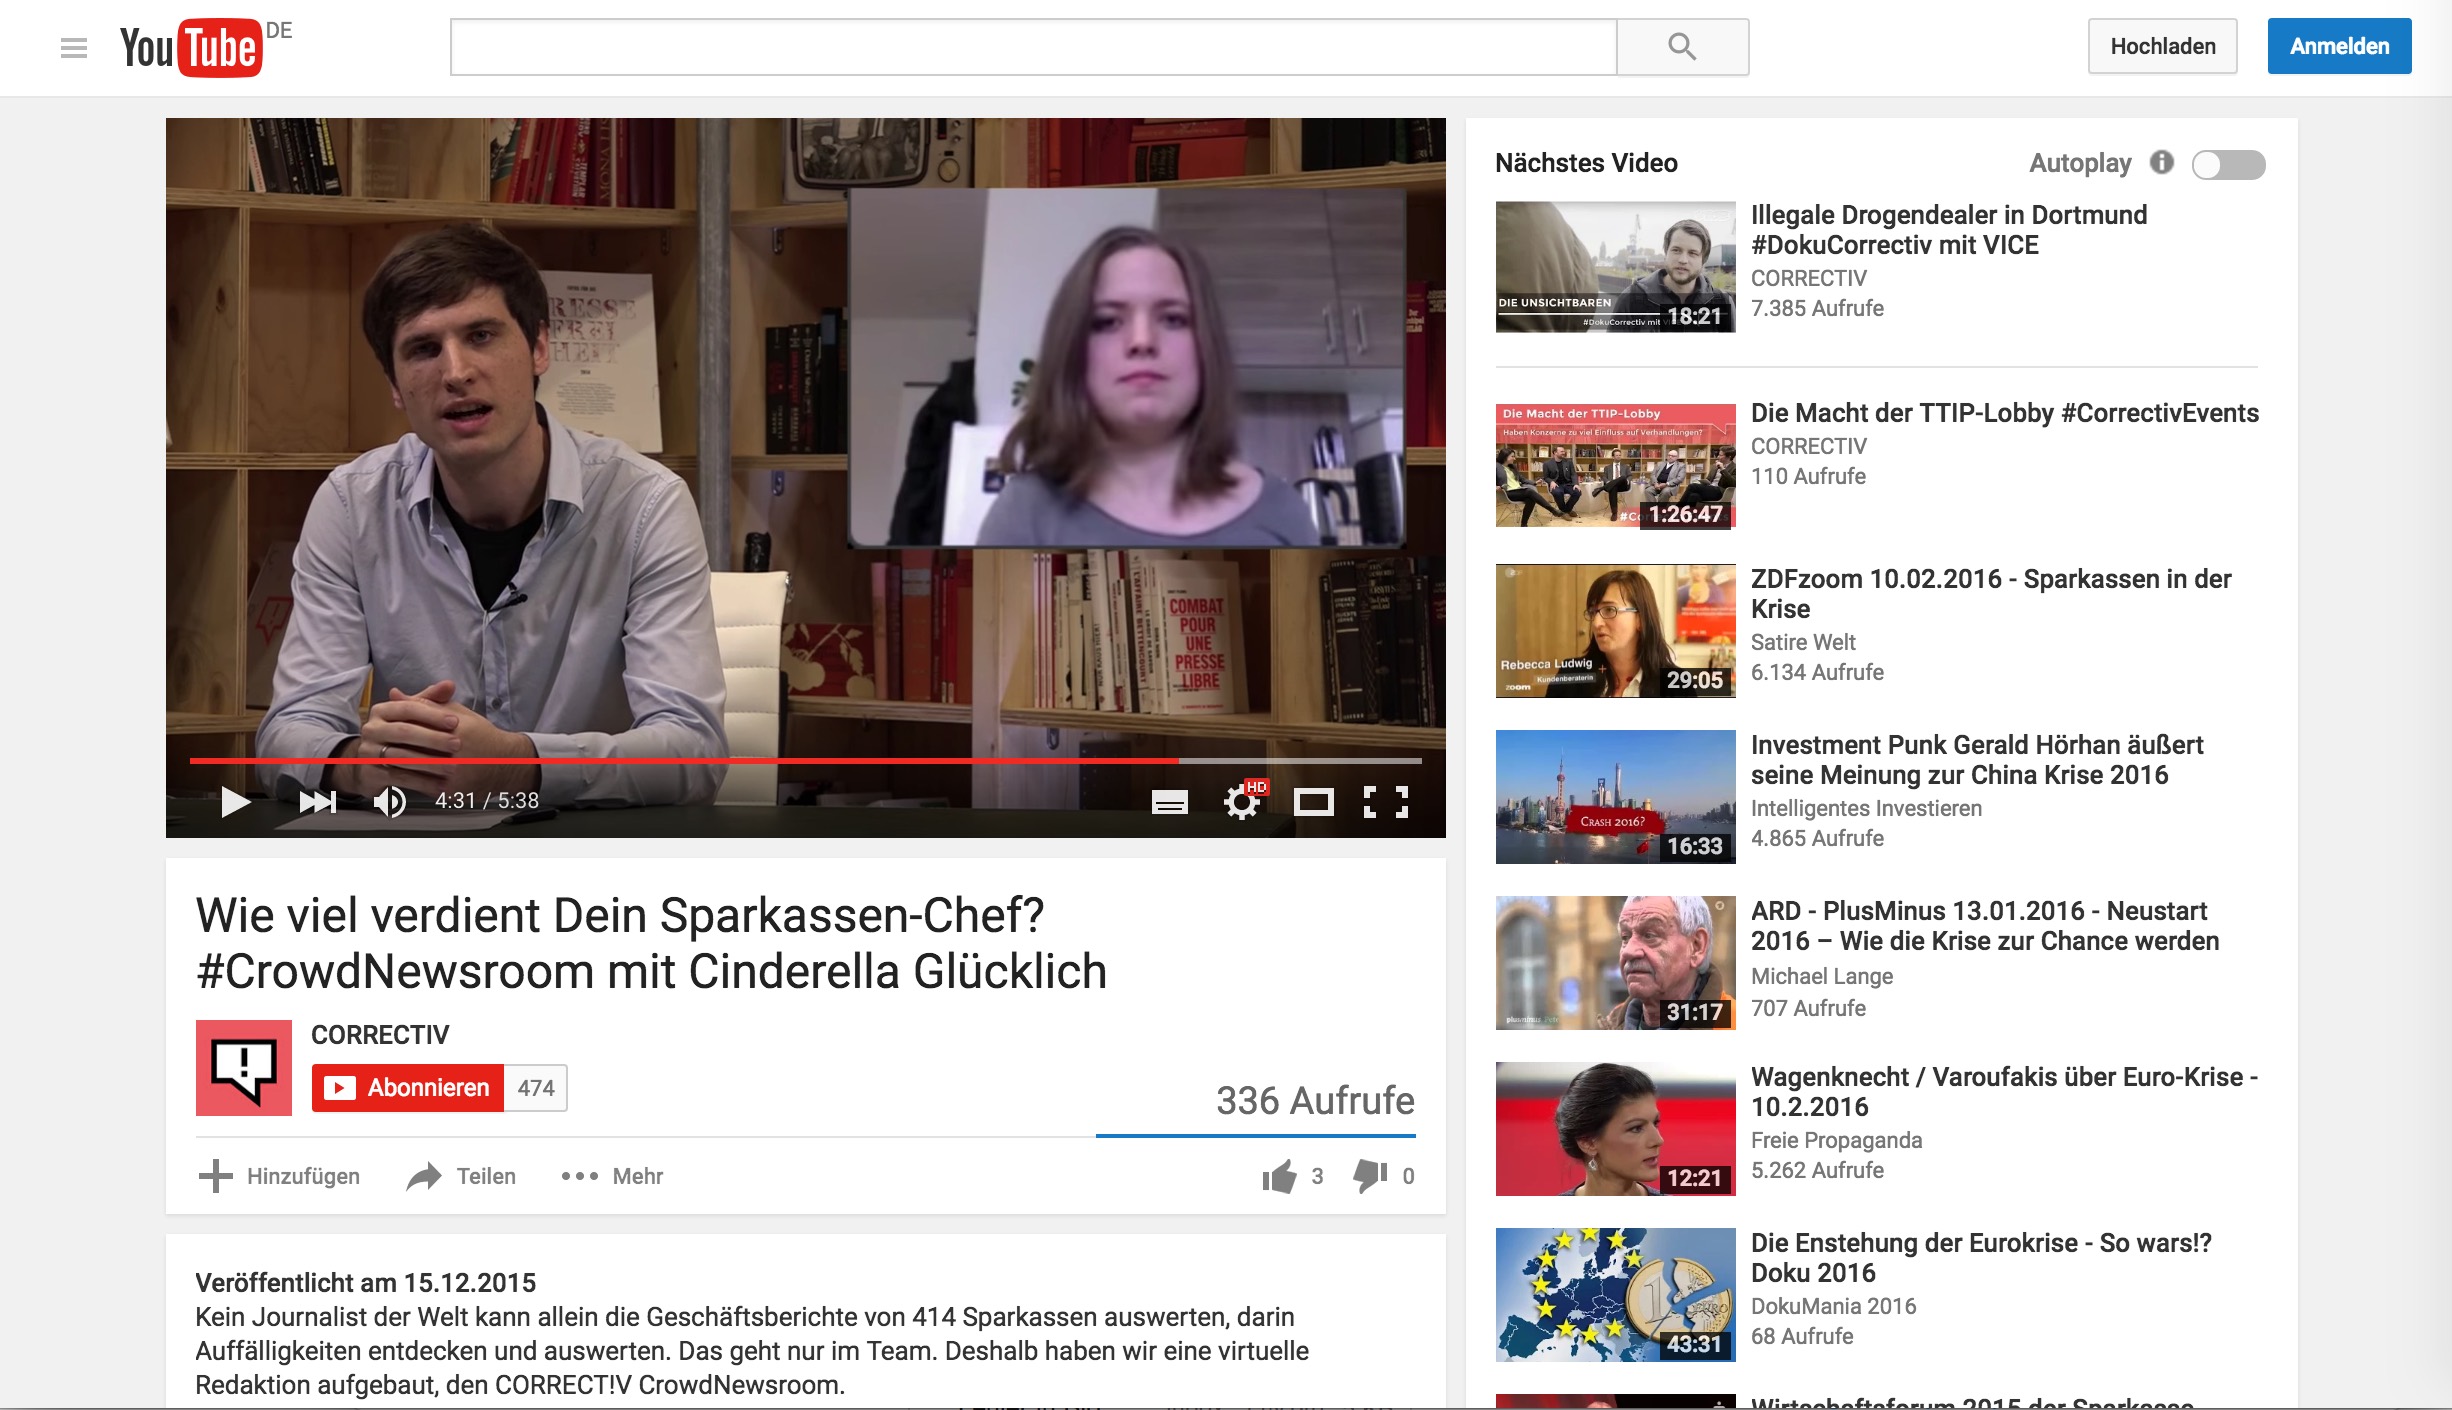 YouTube DE
Hochladen
Anmelden
PRESSE
FREI
HEIT
COMBAT
POUR
UNE
PRESSE
LIBRE
4:31 / 5:38
HD
Wie viel verdient Dein Sparkassen-Chef?
#CrowdNewsroom mit Cinderella Glücklich
CORRECTIV
Abonnieren 474
336 Aufrufe
Hinzufügen
Teilen
Mehr
3
0
Veröffentlicht am 15.12.2015
Kein Journalist der Welt kann allein die Geschäftsberichte von 414 Sparkassen auswerten, darin
Auffälligkeiten entdecken und auswerten. Das geht nur im Team. Deshalb haben wir eine virtuelle
Redaktion aufgebaut, den CORRECT!V CrowdNewsroom.
Nächstes Video
Autoplay
DIE UNSICHTBAREN
#DokuCorrectiv mit
18:21
Illegale Drogendealer in Dortmund
#DokuCorrectiv mit VICE
CORRECTIV
7.385 Aufrufe
Die Macht der TTIP-Lobby
Haben Konzerne zu viel Einfluss auf Verhandlungen?
1:26:47
Die Macht der TTIP-Lobby #CorrectivEvents
CORRECTIV
110 Aufrufe
Rebecca Ludwig
Kundenberaterin
zoom
29:05
ZDFzoom 10.02.2016 - Sparkassen in der
Krise
Satire Welt
6.134 Aufrufe
CRASH 2016?
16:33
Investment Punk Gerald Hörhan äußert
seine Meinung zur China Krise 2016
Intelligentes Investieren
4.865 Aufrufe
plusminus
31:17
ARD - PlusMinus 13.01.2016 - Neustart
2016 – Wie die Krise zur Chance werden
Michael Lange
707 Aufrufe
12:21
Wagenknecht / Varoufakis über Euro-Krise -
10.2.2016
Freie Propaganda
5.262 Aufrufe
1
EURO
43:31
Die Enstehung der Eurokrise - So wars!?
Doku 2016
DokuMania 2016
68 Aufrufe
Wirtschaftsforum 2015 der Sparkasse